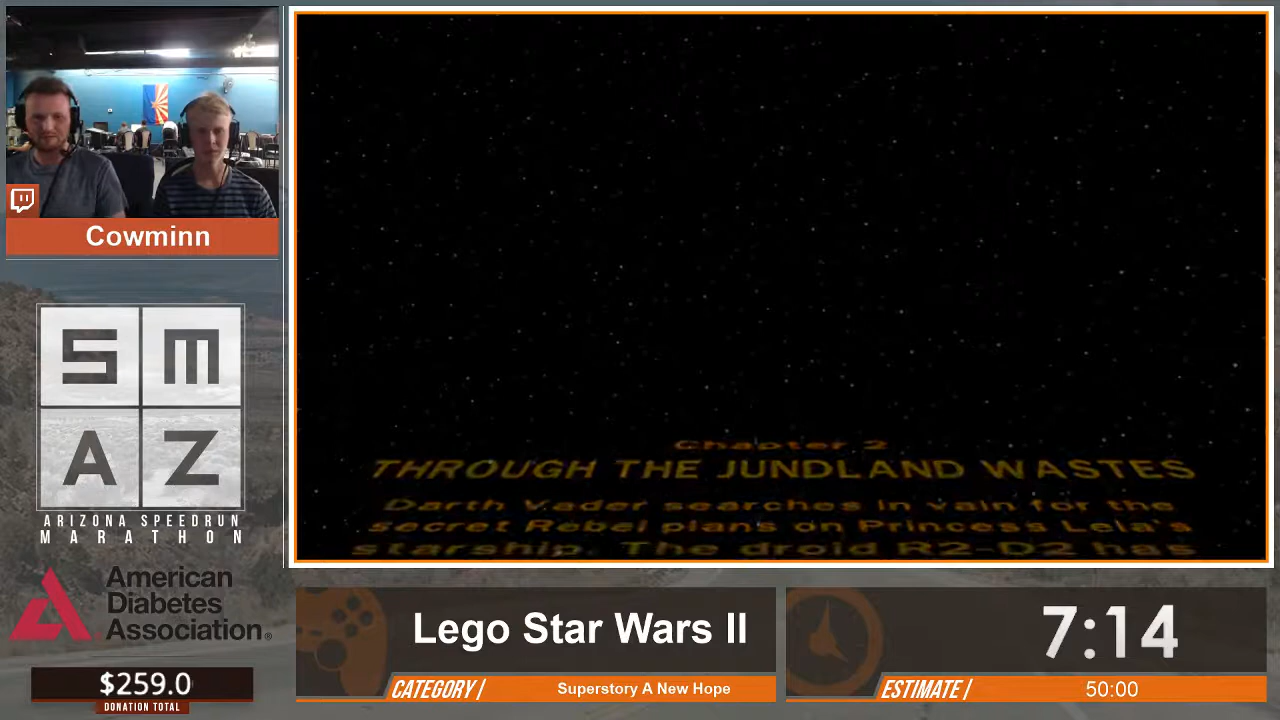 Cowminn
S M
A Z
ARIZONA SPEEDRUN
MARATHON
American
Diabetes
Association®
$259.0
DONATION TOTAL
Chapter 2
THROUGH THE JUNDLAND WASTES
Darth Vader searches in vain for the
secret Rebel plans on Princess Leia's
starship. The droid R2-D2 has
Lego Star Wars II
CATEGORY /
Superstory A New Hope
7:14
ESTIMATE /
50:00